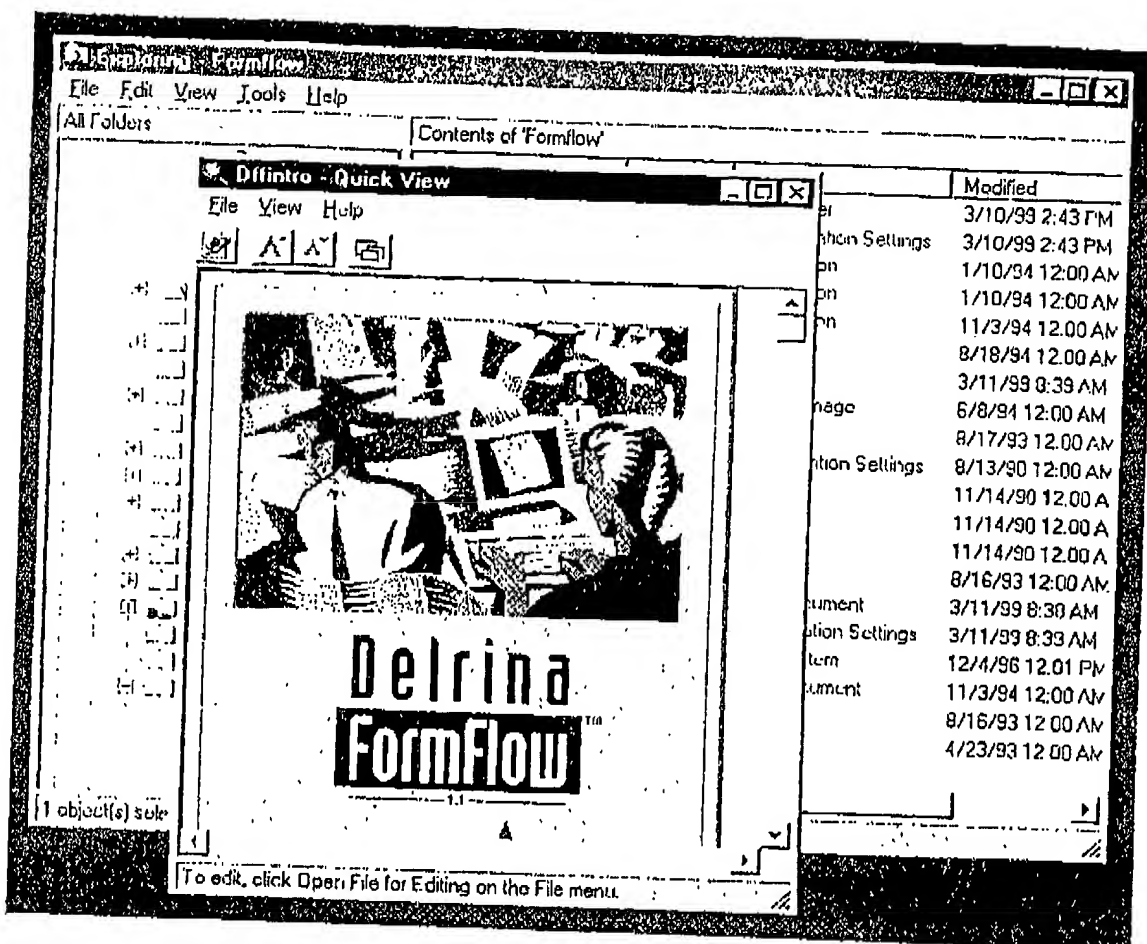 Exploring - Formflow
File Edit View Tools Help
All Folders
Contents of 'Formflow'
Modified
3/10/99 2:43 PM
3/10/99 2:43 PM
1/10/94 12:00 AM
1/10/94 12:00 AM
11/3/94 12:00 AM
8/18/94 12:00 AM
3/11/99 8:39 AM
6/8/94 12:00 AM
8/17/93 12:00 AM
Settings 8/13/90 12:00 AM
11/14/90 12:00 A
11/14/90 12:00 A
11/14/90 12:00 A
8/16/93 12:00 AM
3/11/99 8:30 AM
Settings 3/11/99 8:39 AM
12/4/96 12:01 PM
11/3/94 12:00 AM
8/16/93 12:00 AM
4/23/93 12:00 AM
1 object(s) sele
Dffintro - Quick View
File View Help
Delrina
FormFlow™
1.1
To edit, click Open File for Editing on the File menu.